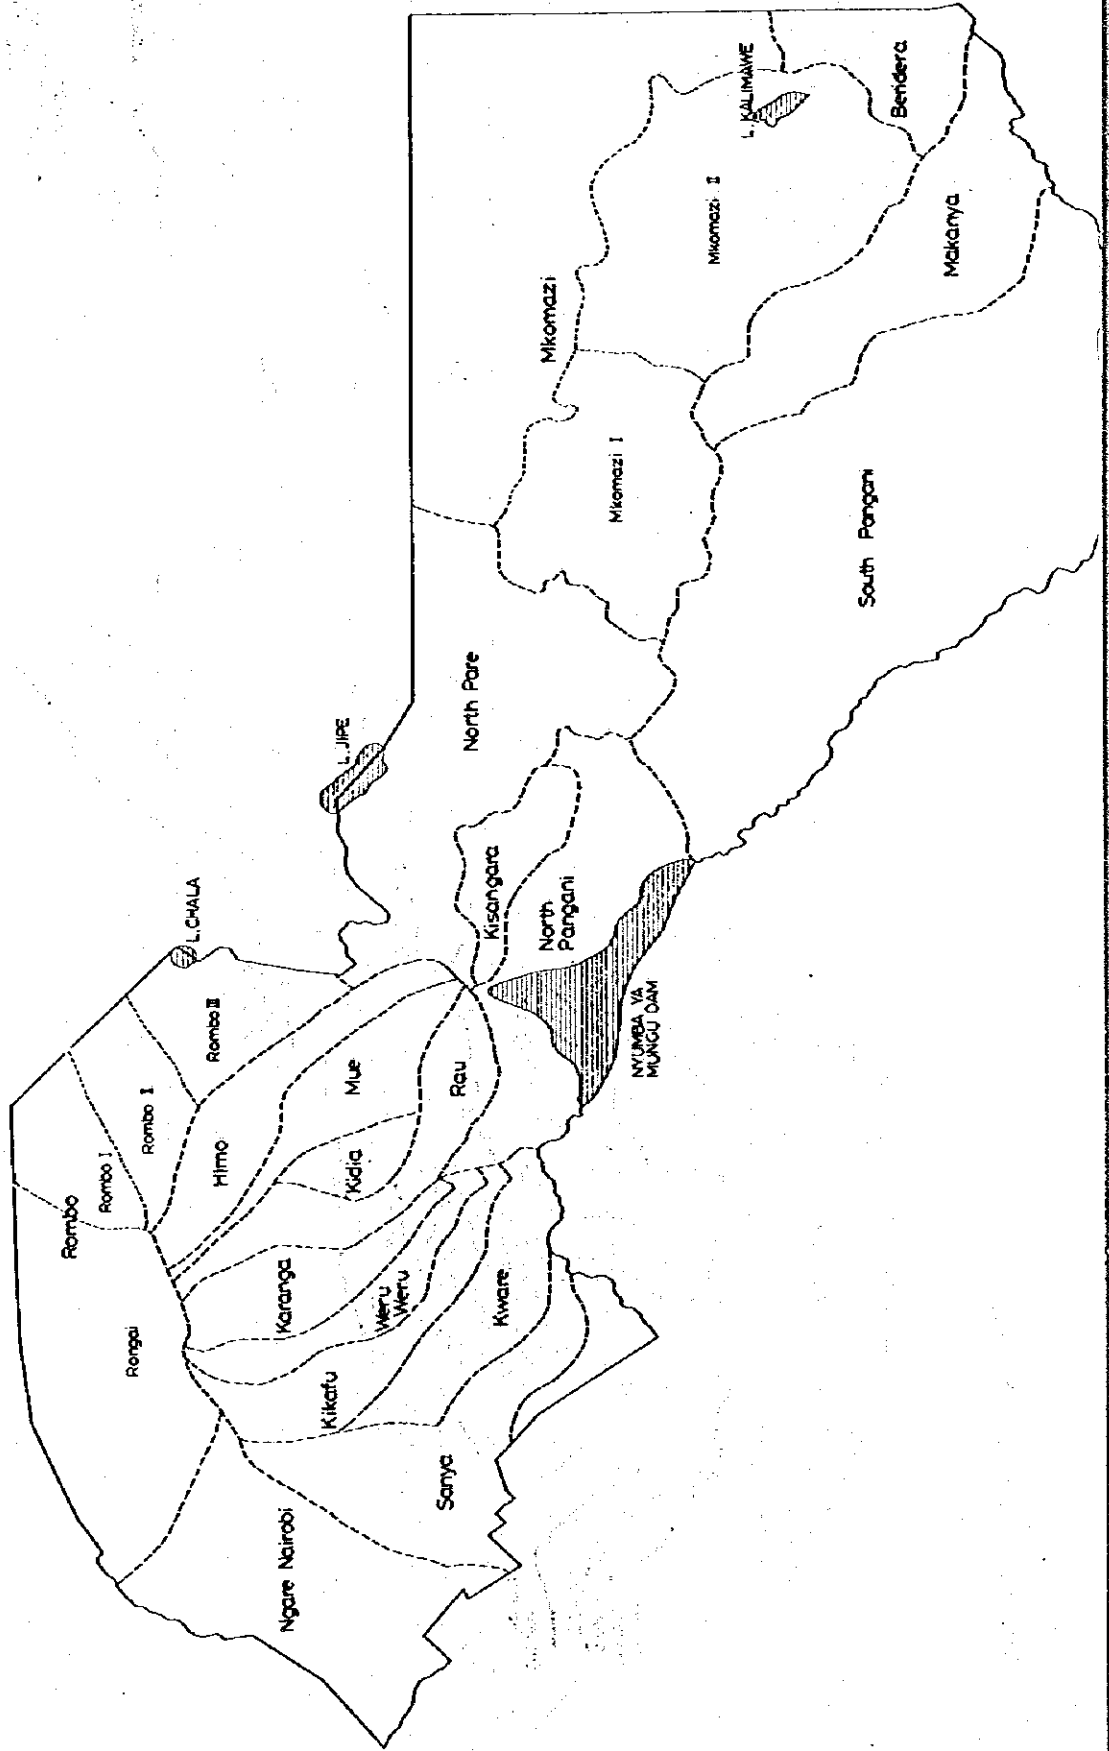 Rombo
Rongai
Rombo I
Rombo II
Rombo III
L.CHALA
Ngare Nairobi
Himo
Mue
Kidia
Karanga
Weru
Weru
Kikafu
Sanya
Kware
Rau
L.JIPE
North Pare
Kisangara
North
Pangani
NYUMBA YA
MUNGU DAM
Mkomazi
Mkomazi I
Mkomazi II
L.KALIMAWE
Bendera
Makanya
South Pangani